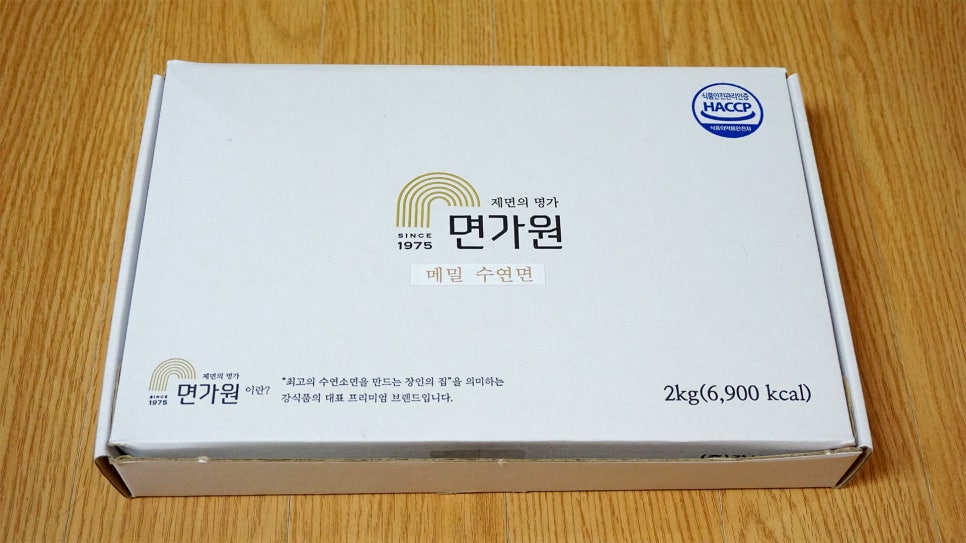 식품안전관리인증
HACCP
식품의약품안전처
제면의 명가
SINCE
1975
면가원
메밀 수연면
제면의 명가
SINCE
1975
면가원 이란?
“최고의 수연소면을 만드는 장인의 집”을 의미하는
강식품의 대표 프리미엄 브랜드입니다.
2kg(6,900 kcal)